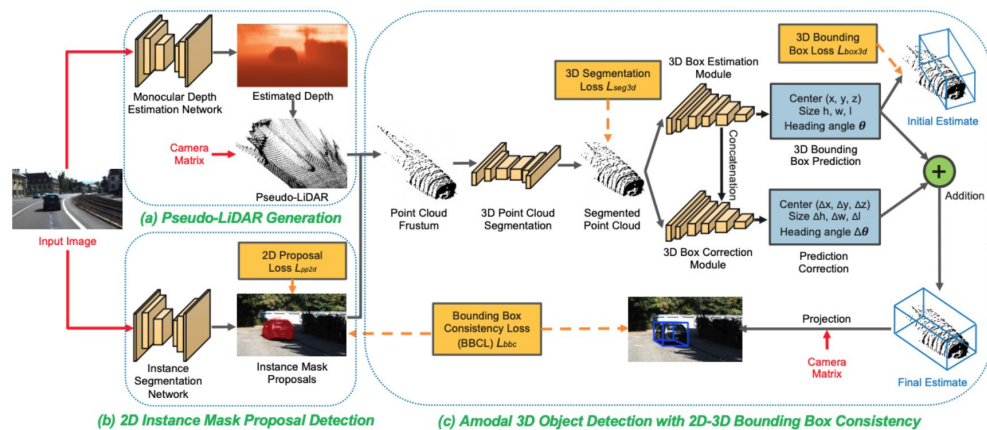 Monocular Depth
Estimation Network
Estimated Depth
Camera
Matrix
Pseudo-LiDAR
(a) Pseudo-LiDAR Generation
Input Image
2D Proposal
Loss Lpp2d
Instance
Segmentation
Network
Instance Mask
Proposals
(b) 2D Instance Mask Proposal Detection
Point Cloud
Frustum
3D Point Cloud
Segmentation
3D Segmentation
Loss Lseg3d
Segmented
Point Cloud
3D Box Estimation
Module
Concatenation
3D Box Correction
Module
3D Bounding
Box Loss Lbox3d
Center (x, y, z)
Size h, w, l
Heading angle θ
3D Bounding
Box Prediction
Center (Δx, Δy, Δz)
Size Δh, Δw, Δl
Heading angle Δθ
Prediction
Correction
Initial Estimate
+
Addition
Bounding Box
Consistency Loss
(BBCL) Lbbc
Projection
Camera
Matrix
Final Estimate
(c) Amodal 3D Object Detection with 2D-3D Bounding Box Consistency